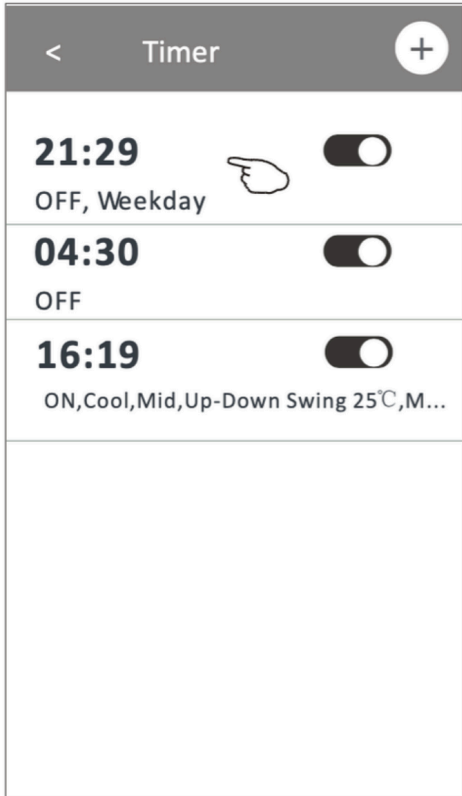 < Timer +
21:29
OFF, Weekday
04:30
OFF
16:19
ON,Cool,Mid,Up-Down Swing 25℃,M...